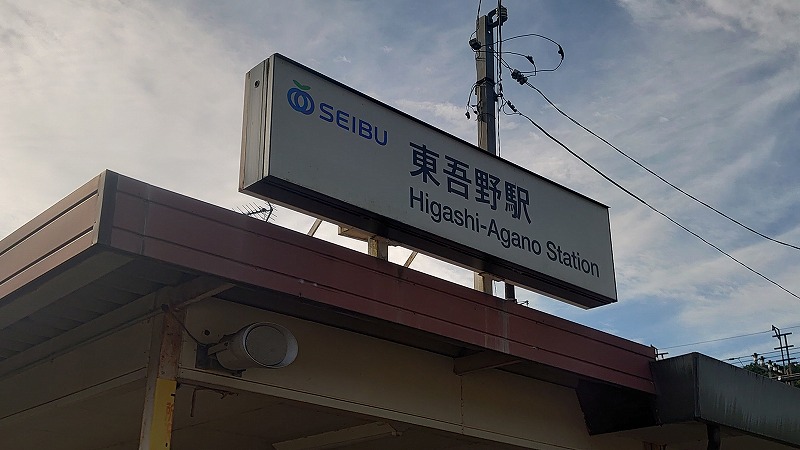 SEIBU
東吾野駅
Higashi-Agano Station